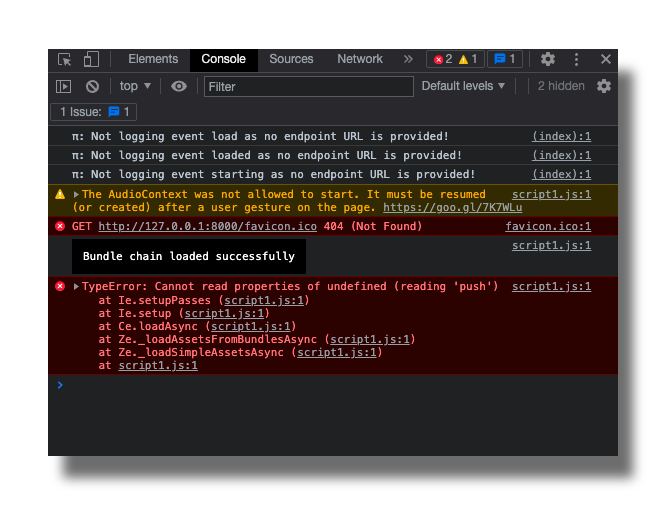 Elements Console Sources Network » 2 1 1
top Filter Default levels 2 hidden
1 Issue: 1
π: Not logging event load as no endpoint URL is provided! (index):1
π: Not logging event loaded as no endpoint URL is provided! (index):1
π: Not logging event starting as no endpoint URL is provided! (index):1
The AudioContext was not allowed to start. It must be resumed script1.js:1
(or created) after a user gesture on the page. https://goo.gl/7K7WLu
GET http://127.0.0.1:8000/favicon.ico 404 (Not Found) favicon.ico:1
script1.js:1
Bundle chain loaded successfully
TypeError: Cannot read properties of undefined (reading 'push') script1.js:1
at Ie.setupPasses (script1.js:1)
at Ie.setup (script1.js:1)
at Ce.loadAsync (script1.js:1)
at Ze._loadAssetsFromBundlesAsync (script1.js:1)
at Ze._loadSimpleAssetsAsync (script1.js:1)
at script1.js:1